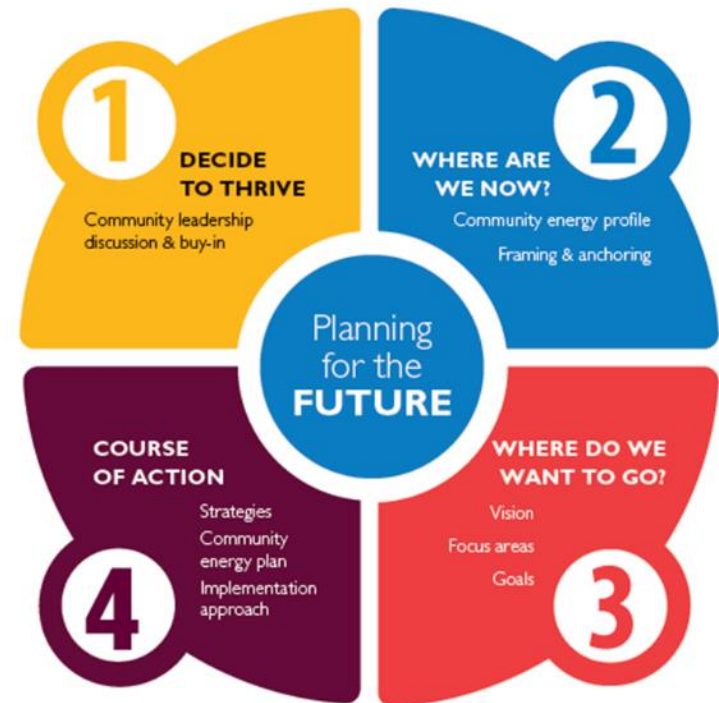 1
DECIDE
TO THRIVE
Community leadership
discussion & buy-in
2
WHERE ARE
WE NOW?
Community energy profile
Framing & anchoring
Planning
for the
FUTURE
3
WHERE DO WE
WANT TO GO?
Vision
Focus areas
Goals
4
COURSE
OF ACTION
Strategies
Community
energy plan
Implementation
approach